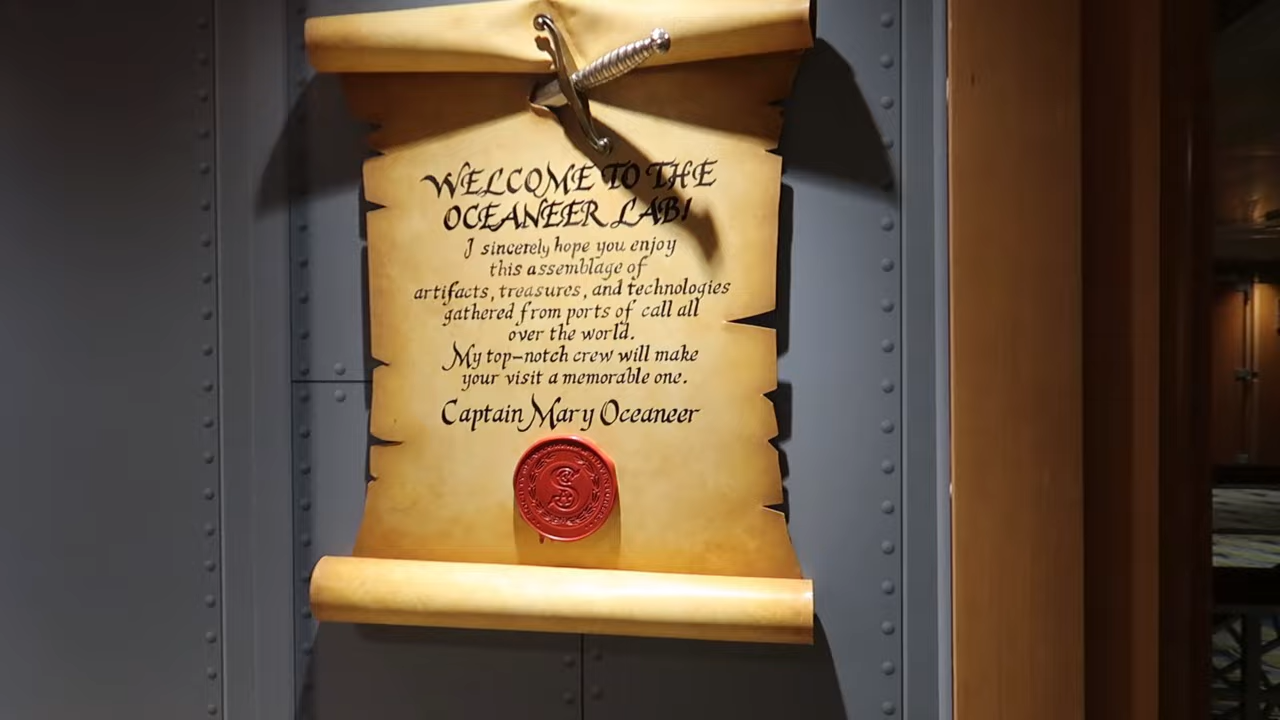 WELCOME TO THE
OCEANEER LAB!
I sincerely hope you enjoy
this assemblage of
artifacts, treasures, and technologies
gathered from ports of call all
over the world.
My top-notch crew will make
your visit a memorable one.
Captain Mary Oceaneer
S